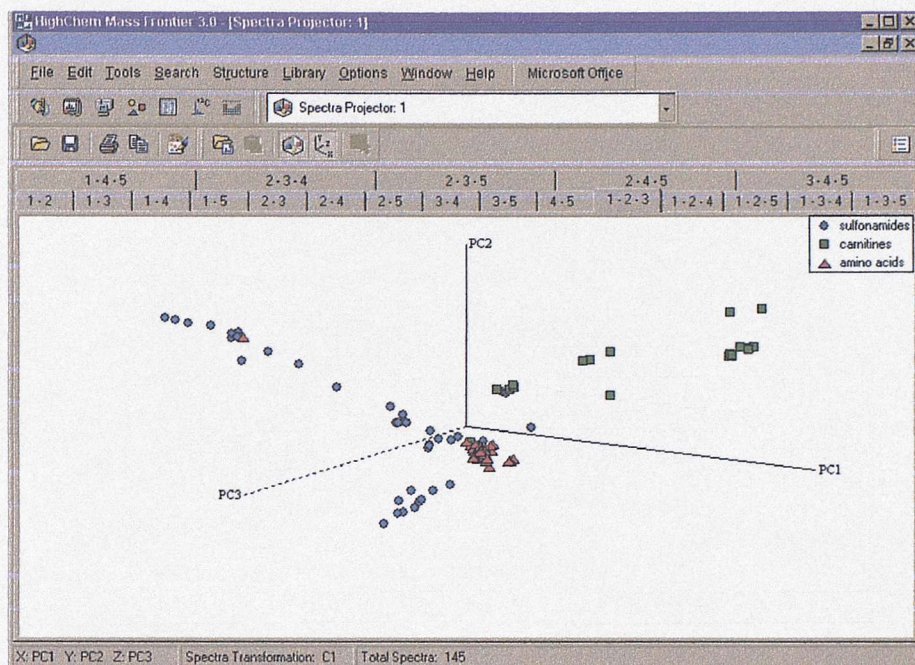 HighChem Mass Frontier 3.0 - [Spectra Projector: 1]
File Edit Tools Search Structure Library Options Window Help Microsoft Office
Spectra Projector: 1
1·4·5 2·3·4 2·3·5 2·4·5 3·4·5
1·2 1·3 1·4 1·5 2·3 2·4 2·5 3·4 3·5 4·5 1·2·3 1·2·4 1·2·5 1·3·4 1·3·5
sulfonamides
carnitines
amino acids
PC2
PC1
PC3
X: PC1 Y: PC2 Z: PC3 Spectra Transformation: C1 Total Spectra: 145